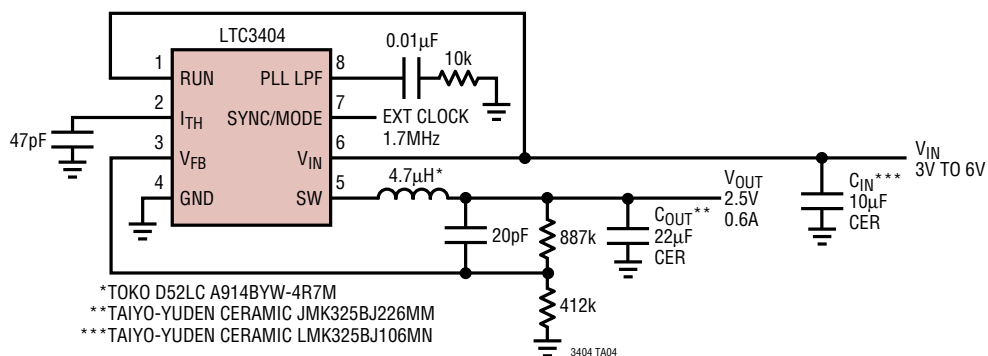 LTC3404
0.01µF
10k
1
RUN
PLL LPF
8
2
ITH
SYNC/MODE
7
EXT CLOCK
1.7MHz
47pF
3
VFB
VIN
6
4
GND
SW
5
4.7µH*
VIN
3V TO 6V
VOUT
2.5V
0.6A
CIN***
10µF
CER
20pF
887k
COUT**
22µF
CER
412k
*TOKO D52LC A914BYW-4R7M
**TAIYO-YUDEN CERAMIC JMK325BJ226MM
***TAIYO-YUDEN CERAMIC LMK325BJ106MN
3404 TA04